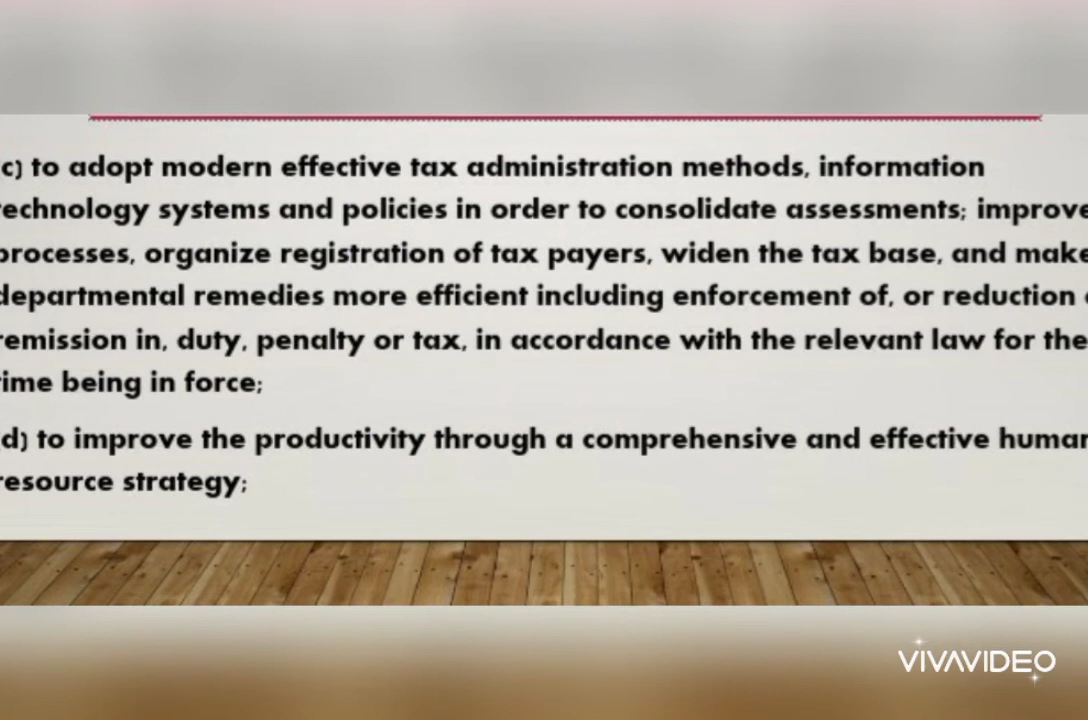 c) to adopt modern effective tax administration methods, information
technology systems and policies in order to consolidate assessments; improve
processes, organize registration of tax payers, widen the tax base, and make
departmental remedies more efficient including enforcement of, or reduction
remission in, duty, penalty or tax, in accordance with the relevant law for the
time being in force;
d) to improve the productivity through a comprehensive and effective human
resource strategy;
VIVAVIDEO